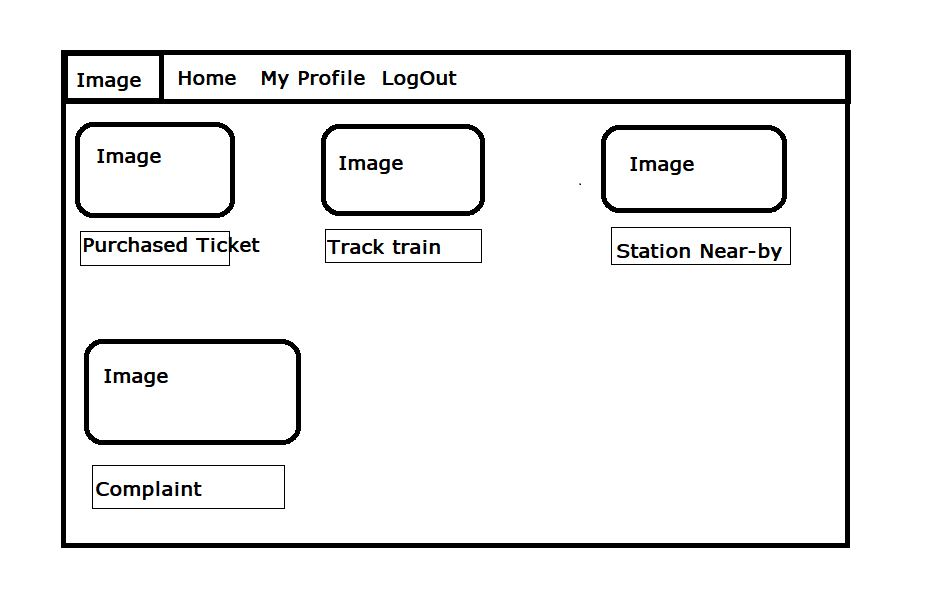 Image Home My Profile LogOut
Image
Image
Image
Purchased Ticket
Track train
Station Near-by
Image
Complaint